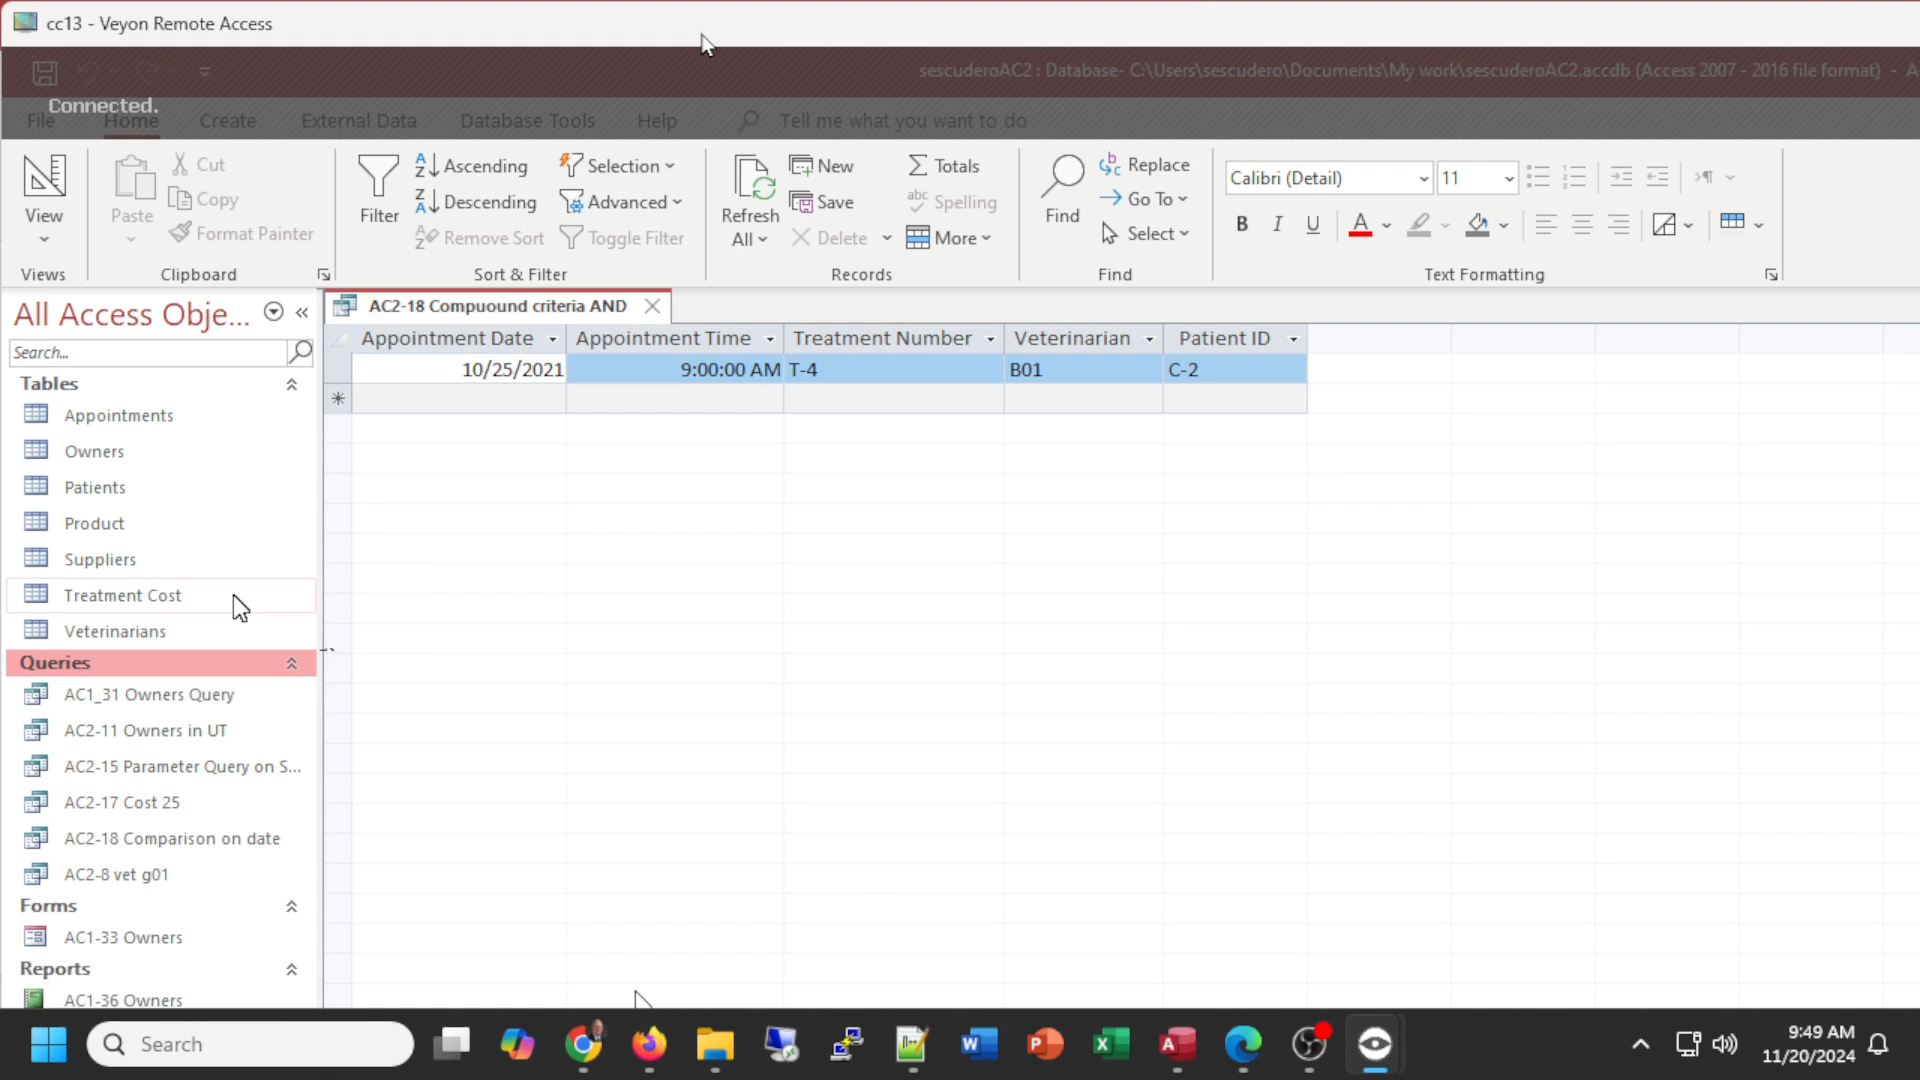 cc13 - Veyon Remote Access
sescuderoAC2 : Database- C:\Users\sescudero\Documents\My work\sescuderoAC2.accdb (Access 2007 - 2016 file format) - A
Connected.
File Home Create External Data Database Tools Help Tell me what you want to do
View
Views
Paste
Cut
Copy
Format Painter
Clipboard
Filter
Ascending
Descending
Remove Sort
Selection
Advanced
Toggle Filter
Sort & Filter
Refresh
All
New
Save
Delete
Totals
Spelling
More
Records
Find
Replace
Go To
Select
Find
Calibri (Detail) 11
B I U A
Text Formatting
All Access Obje...
Search...
Tables
Appointments
Owners
Patients
Product
Suppliers
Treatment Cost
Veterinarians
Queries
AC1_31 Owners Query
AC2-11 Owners in UT
AC2-15 Parameter Query on S...
AC2-17 Cost 25
AC2-18 Comparison on date
AC2-8 vet g01
Forms
AC1-33 Owners
Reports
AC1-36 Owners
AC2-18 Compuound criteria AND
Appointment Date Appointment Time Treatment Number Veterinarian Patient ID
10/25/2021 9:00:00 AM T-4 B01 C-2
Search
9:49 AM
11/20/2024